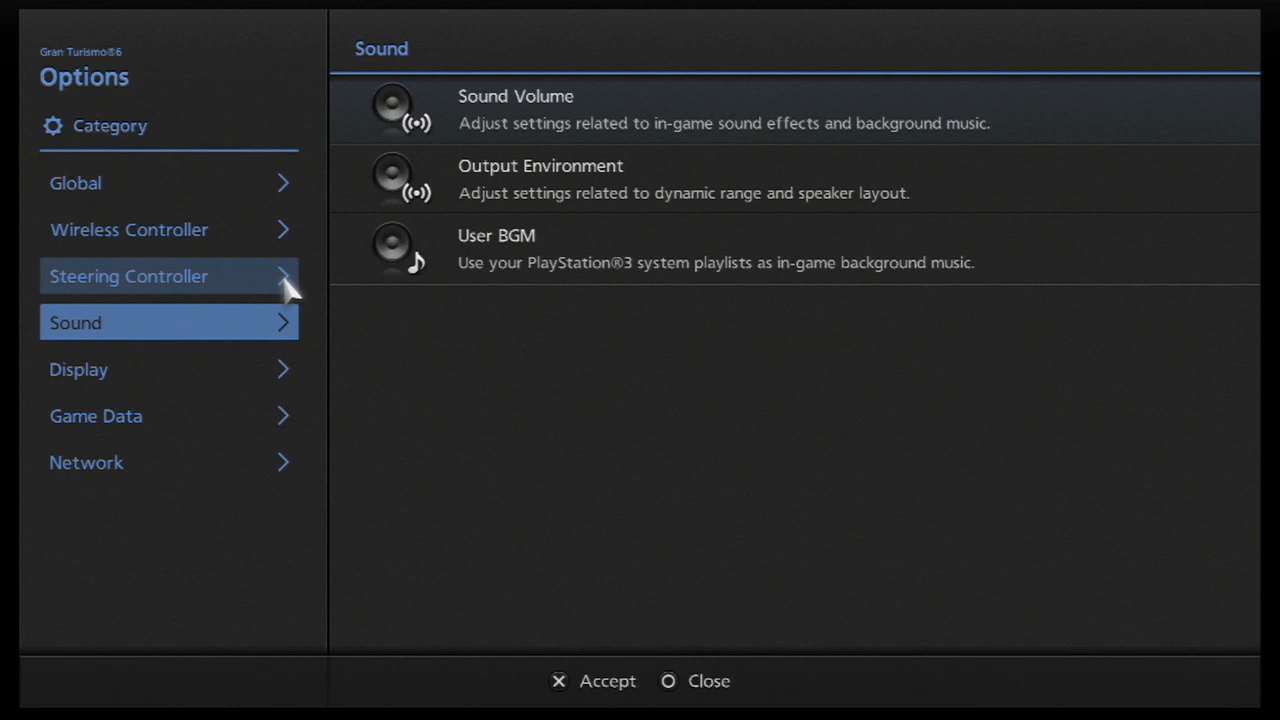 Gran Turismo®6
Options
Category
Global
Wireless Controller
Steering Controller
Sound
Display
Game Data
Network
Sound
Sound Volume
Adjust settings related to in-game sound effects and background music.
Output Environment
Adjust settings related to dynamic range and speaker layout.
User BGM
Use your PlayStation®3 system playlists as in-game background music.
Accept
Close